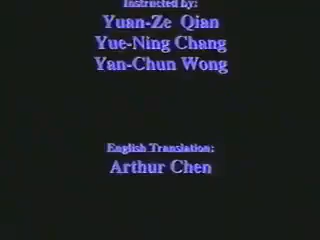 Instructed by:
Yuan-Ze Qian
Yue-Ning Chang
Yan-Chun Wong
English Translation:
Arthur Chen